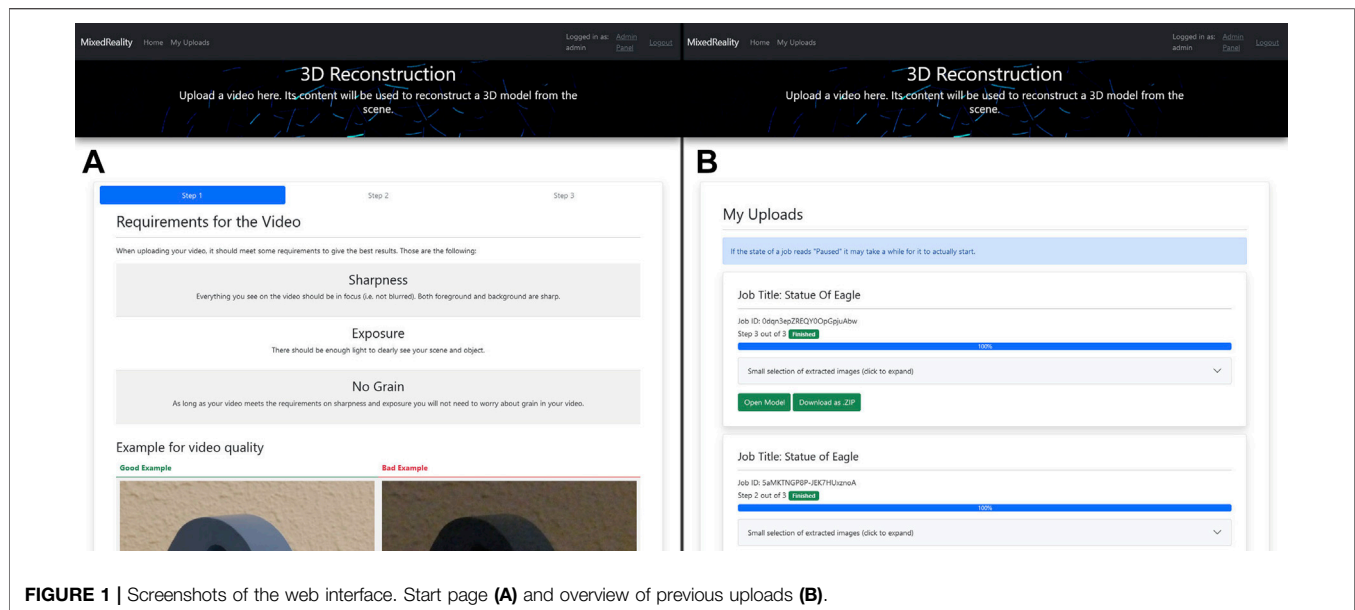 MixedReality Home My Uploads Logged in as: admin Admin Panel Logout
3D Reconstruction
Upload a video here. Its content will be used to reconstruct a 3D model from the
scene.
A
Step 1 Step 2 Step 3
Requirements for the Video
When uploading your video, it should meet some requirements to give the best results. Those are the following:
Sharpness
Everything you see on the video should be in focus (i.e. not blurred). Both foreground and background are sharp.
Exposure
There should be enough light to clearly see your scene and object.
No Grain
As long as your video meets the requirements on sharpness and exposure you will not need to worry about grain in your video.
Example for video quality
Good Example Bad Example
MixedReality Home My Uploads Logged in as: admin Admin Panel Logout
3D Reconstruction
Upload a video here. Its content will be used to reconstruct a 3D model from the
scene.
B
My Uploads
If the state of a job reads "Paused" it may take a while for it to actually start.
Job Title: Statue Of Eagle
Job ID: 0dqn3epZREQY0OpGpjuAbw
Step 3 out of 3 Finished
100%
Small selection of extracted images (click to expand)
Open Model Download as .ZIP
Job Title: Statue of Eagle
Job ID: SaMKTNGP8P-JEK7HUxznoA
Step 2 out of 3 Finished
100%
Small selection of extracted images (click to expand)
FIGURE 1 | Screenshots of the web interface. Start page (A) and overview of previous uploads (B).